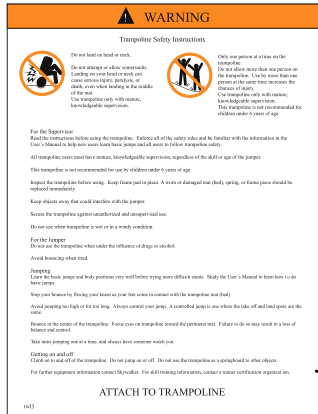 WARNING
Trampoline Safety Instructions
Do not land on head or neck.
Do not attempt or allow somersaults.
Landing on your head or neck can
cause serious injury, paralysis, or
death, even when landing in the middle
of the mat.
Use trampoline only with mature,
knowledgeable supervision.
Only one person at a time on the
trampoline.
Do not allow more than one person on
the trampoline. Use by more than one
person at the same time increases the
chances of injury.
Use trampoline only with mature,
knowledgeable supervision.
This trampoline is not recommended for
children under 6 years of age.
For the Supervisor
Read the instructions before using the trampoline. Enforce all of the safety rules and be familiar with the information in the
User's Manual to help new users learn basic jumps and all users to follow trampoline safety.
All trampoline users must have mature, knowledgeable supervision, regardless of the skill or age of the jumper.
This trampoline is not recommended for use by children under 6 years of age.
Inspect the trampoline before using. Keep frame pad in place. A worn or damaged mat (bed), spring, or frame piece should be
replaced immediately.
Keep objects away that could interfere with the jumper.
Secure the trampoline against unauthorized and unsupervised use.
Do not use when trampoline is wet or in a windy condition.
For the Jumper
Do not use the trampoline when under the influence of drugs or alcohol.
Avoid bouncing when tired.
Jumping
Learn the basic jumps and body positions very well before trying more difficult stunts. Study the User's Manual to learn how to do
basic jumps.
Stop your bounce by flexing your knees as your feet come in contact with the trampoline mat (bed).
Avoid jumping too high or for too long. Always control your jump. A controlled jump is one where the take off and land spots are the
same.
Bounce in the center of the trampoline. Focus eyes on trampoline toward the perimeter mat. Failure to do so may result in a loss of
balance and control.
Take turns jumping one at a time, and always have someone watch you.
Getting on and off
Climb on to and off of the trampoline. Do not jump on or off. Do not use the trampoline as a springboard to other objects.
For further equipment information contact Skywalker. For skill training information, contact a trainer certification organization.
ATTACH TO TRAMPOLINE